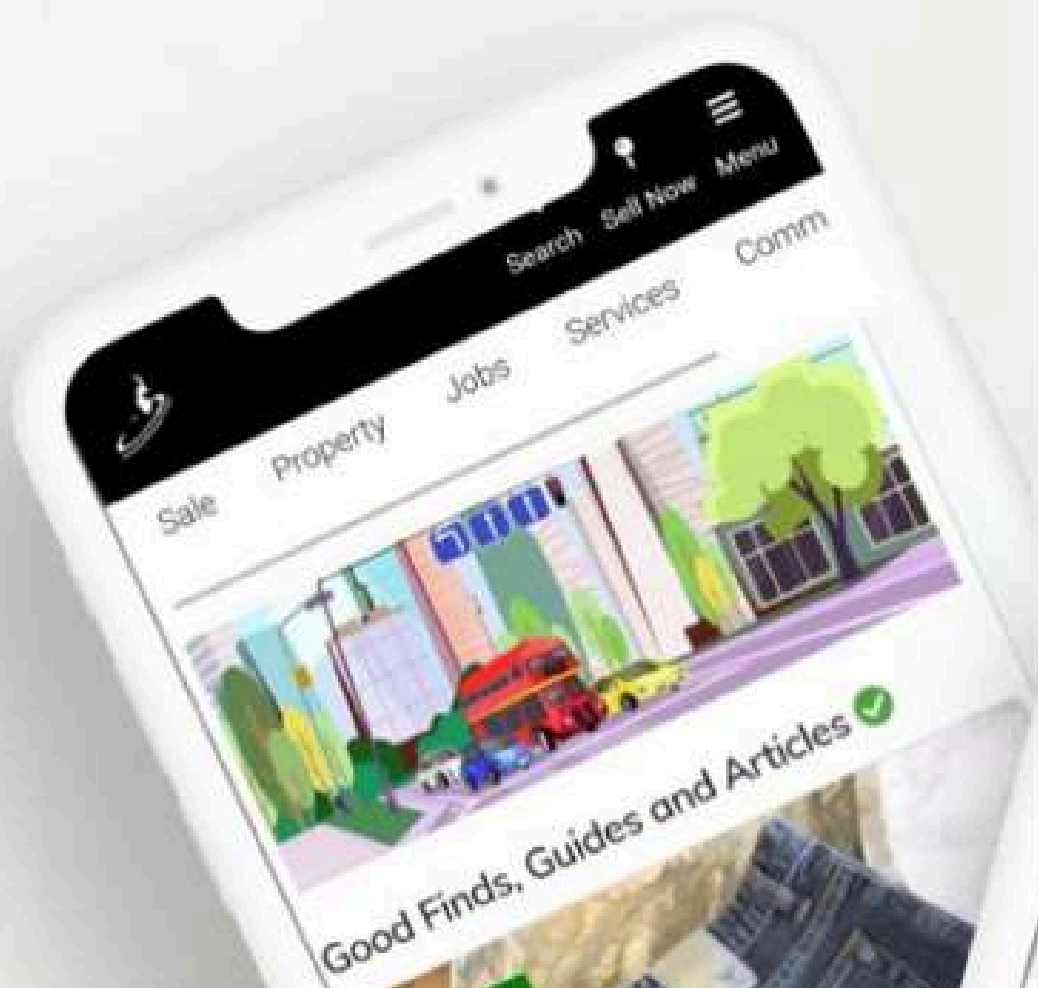 Search Sell Now Menu
Sale Property Jobs Services Comm
Good Finds, Guides and Articles